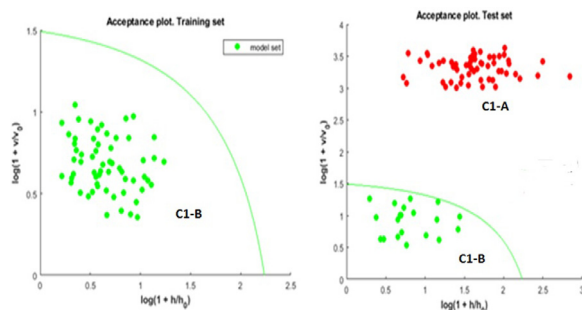 Acceptance plot. Training set
1.5
1
0.5
0
log(1 + v/v0)
model set
C1-B
0 0.5 1 1.5 2 2.5
log(1 + h/h0)
Acceptance plot. Test set
4
3.5
3
2.5
2
1.5
1
0.5
0
log(1 + v/v0)
C1-A
C1-B
0 0.5 1 1.5 2 2.5 3
log(1 + h/h